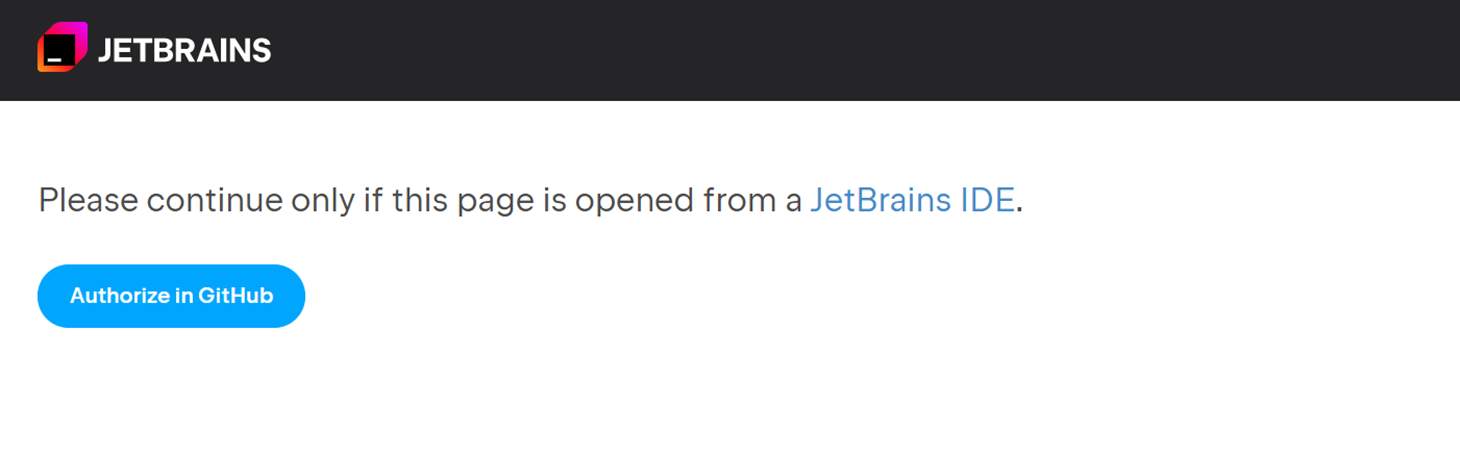 JETBRAINS
Please continue only if this page is opened from a JetBrains IDE.
Authorize in GitHub